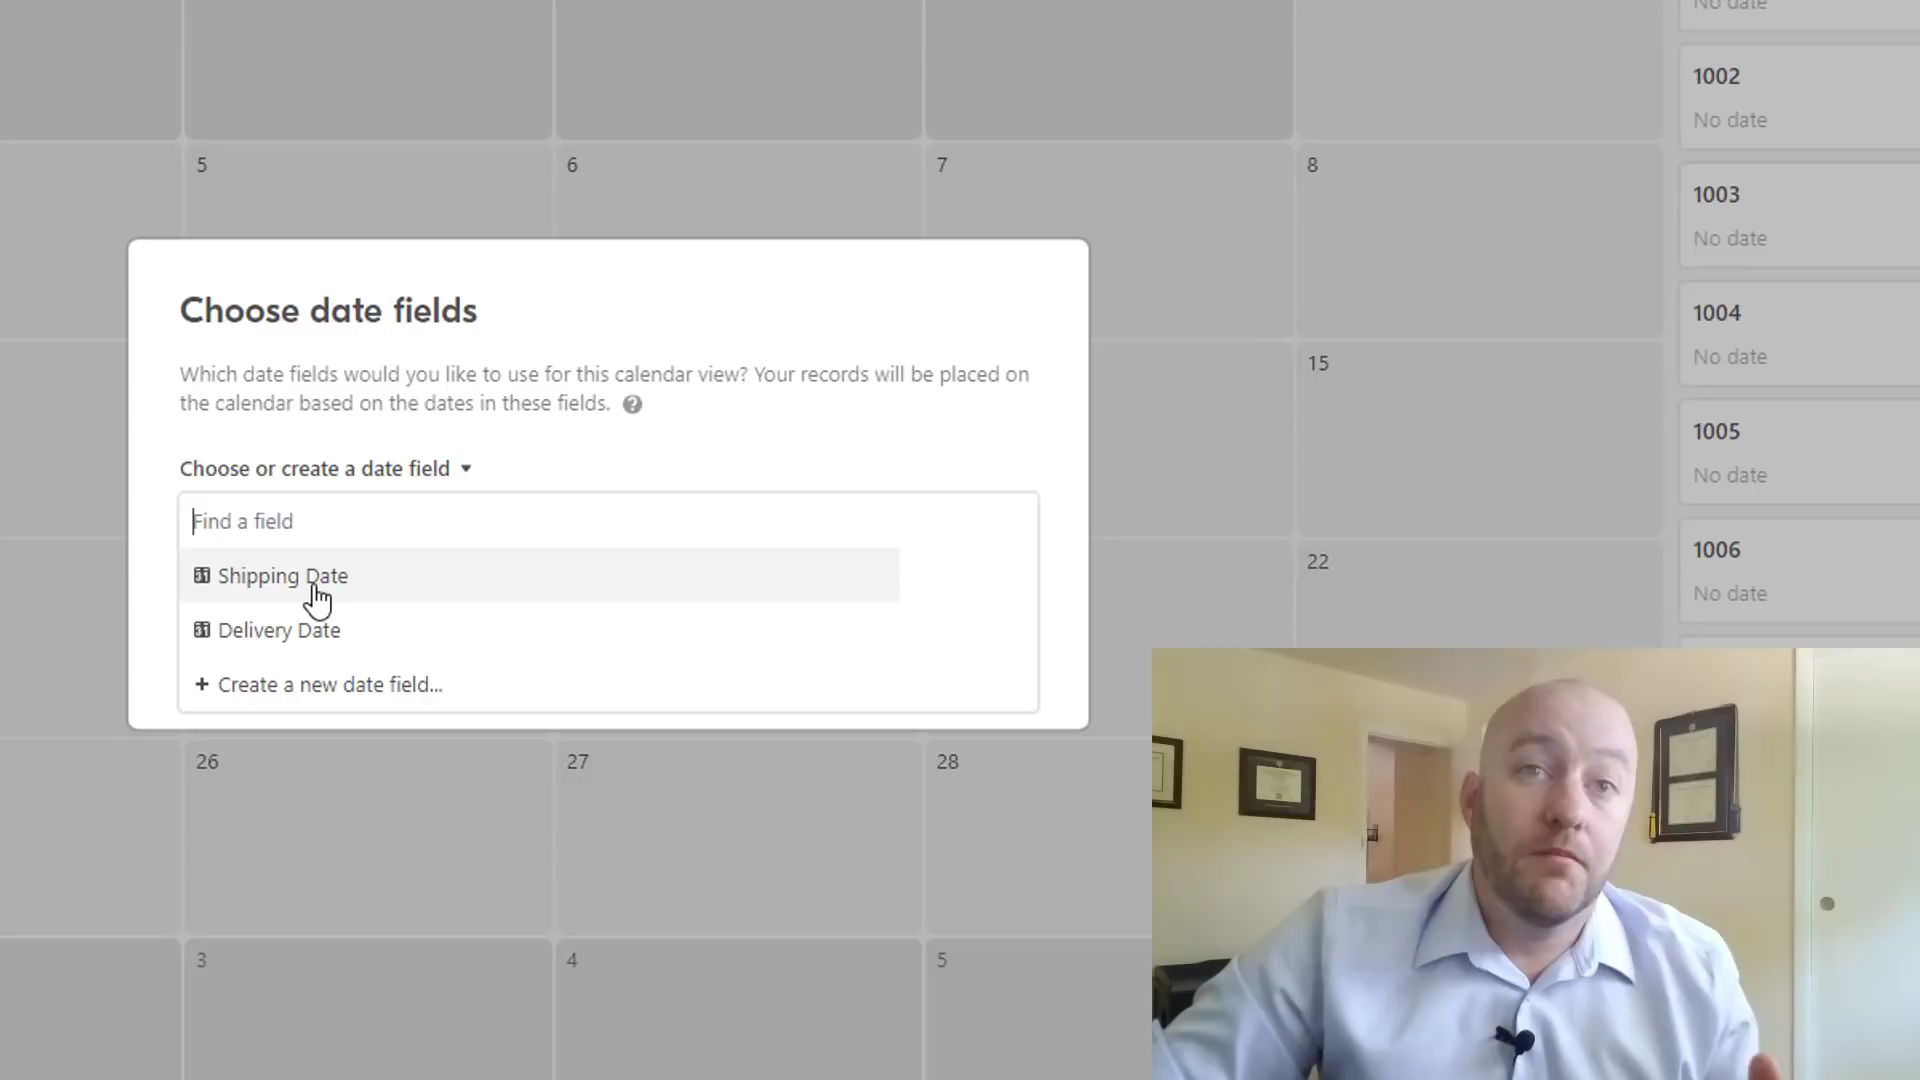 No date
1002
No date
5
6
7
8
1003
No date
Choose date fields
Which date fields would you like to use for this calendar view? Your records will be placed on
the calendar based on the dates in these fields.
Choose or create a date field
Find a field
Shipping Date
Delivery Date
+ Create a new date field...
1004
No date
15
1005
No date
22
1006
No date
26
27
28
3
4
5